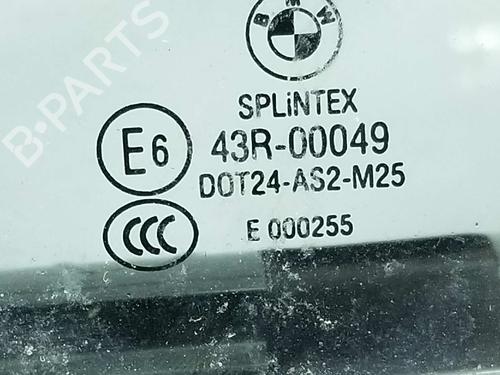 B-PARTS
BMW
SPLiNTEX
E6 43R-00049
DOT24-AS2-M25
CCC E 000255